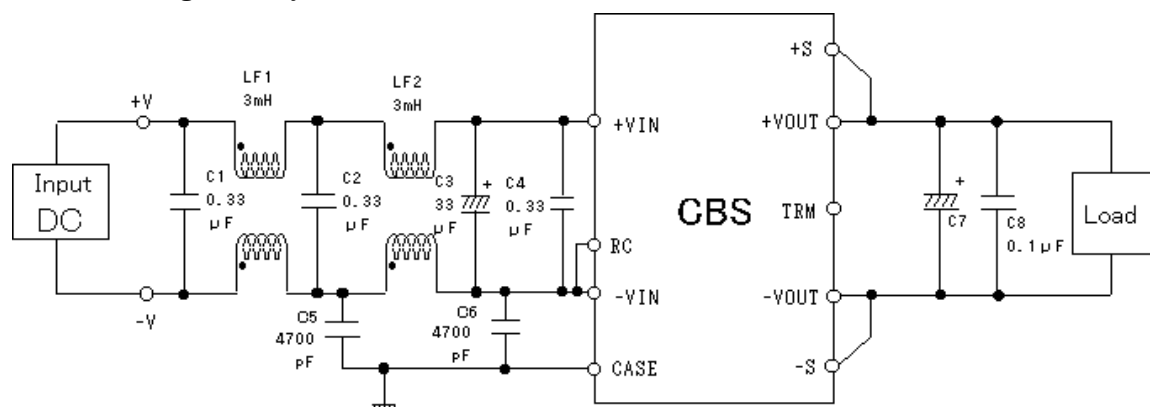 LF1
3mH
LF2
3mH
+V
-V
Input
DC
C1
0.33
μF
C2
0.33
μF
C3
33
μF
+
C4
0.33
μF
C5
4700
pF
C6
4700
pF
+VIN
RC
-VIN
CASE
CBS
+S
+VOUT
TRM
-VOUT
-S
+
C7
C8
0.1μF
Load